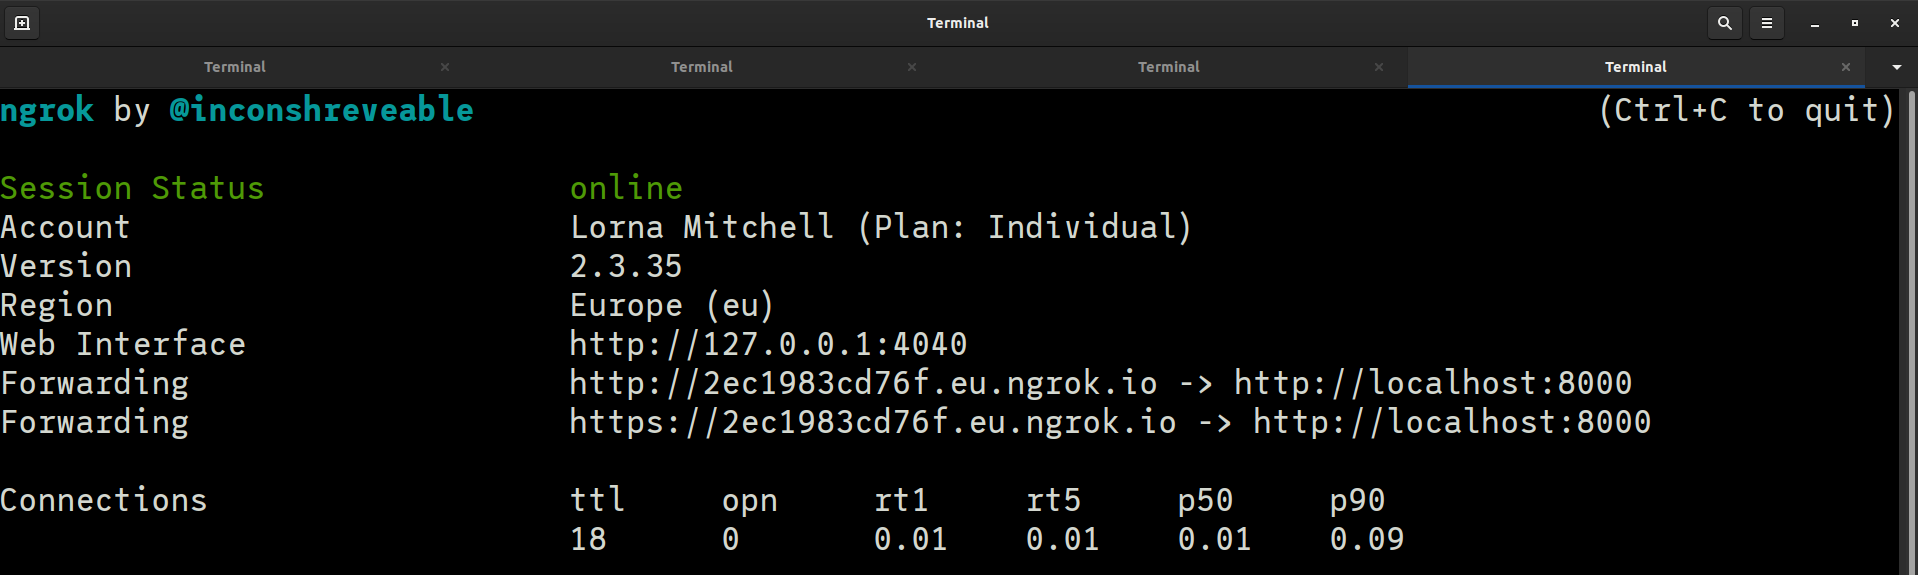 Terminal
Terminal Terminal Terminal Terminal
ngrok by @inconshreveable (Ctrl+C to quit)
Session Status online
Account Lorna Mitchell (Plan: Individual)
Version 2.3.35
Region Europe (eu)
Web Interface http://127.0.0.1:4040
Forwarding http://2ec1983cd76f.eu.ngrok.io -> http://localhost:8000
Forwarding https://2ec1983cd76f.eu.ngrok.io -> http://localhost:8000
Connections ttl opn rt1 rt5 p50 p90
18 0 0.01 0.01 0.01 0.09